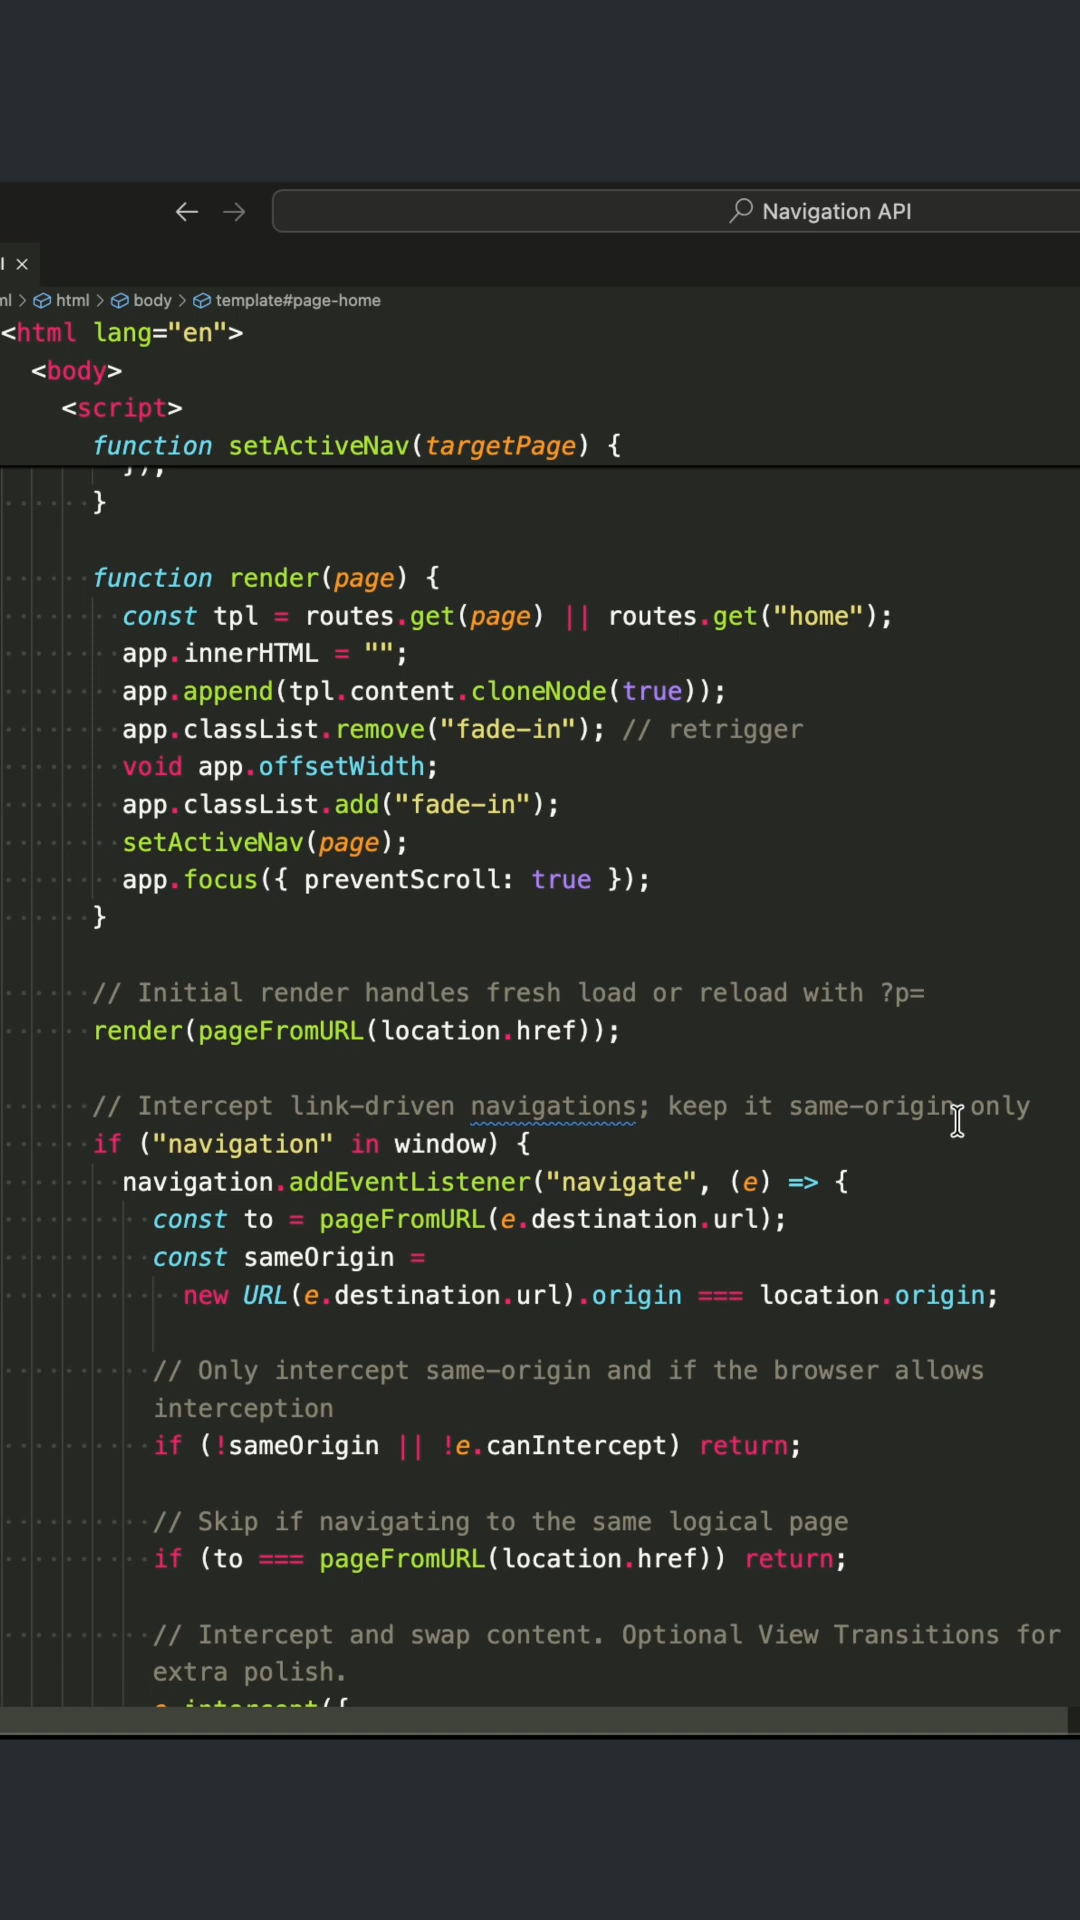 Navigation API
l ×
ml > html > body > template#page-home
<html lang="en">
<body>
<script>
function setActiveNav(targetPage) {
});
}
function render(page) {
const tpl = routes.get(page) || routes.get("home");
app.innerHTML = "";
app.append(tpl.content.cloneNode(true));
app.classList.remove("fade-in"); // retrigger
void app.offsetWidth;
app.classList.add("fade-in");
setActiveNav(page);
app.focus({ preventScroll: true });
}
// Initial render handles fresh load or reload with ?p=
render(pageFromURL(location.href));
// Intercept link-driven navigations; keep it same-origin only
if ("navigation" in window) {
navigation.addEventListener("navigate", (e) => {
const to = pageFromURL(e.destination.url);
const sameOrigin =
new URL(e.destination.url).origin === location.origin;
// Only intercept same-origin and if the browser allows
interception
if (!sameOrigin || !e.canIntercept) return;
// Skip if navigating to the same logical page
if (to === pageFromURL(location.href)) return;
// Intercept and swap content. Optional View Transitions for
extra polish.
e.intercept({